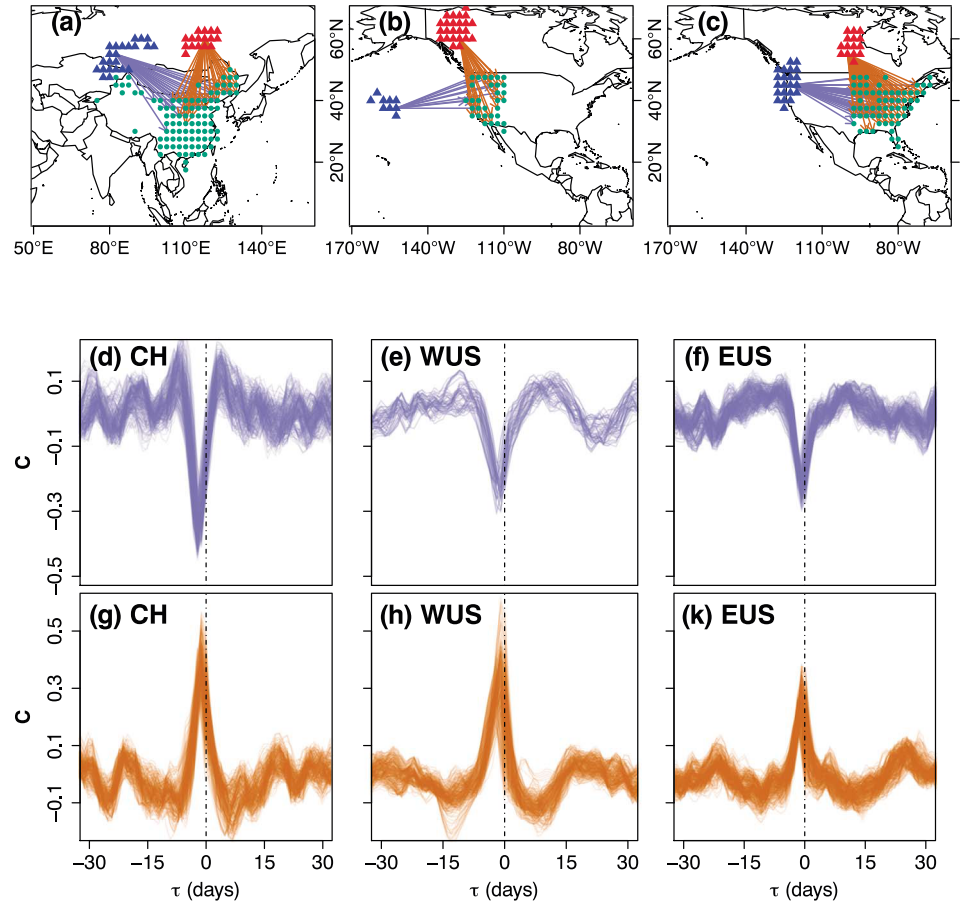 (a) (b) (c)
60°N 60°N
40°N 40°N
20°N 20°N
50°E 80°E 110°E 140°E 170°W 140°W 110°W 80°W 170°W 140°W 110°W 80°W
(d) CH (e) WUS (f) EUS
0.1
−0.1
C
−0.3
−0.5
(g) CH (h) WUS (k) EUS
0.5
0.3
C
0.1
−0.1
−30 −15 0 15 30 −30 −15 0 15 30 −30 −15 0 15 30
τ (days) τ (days) τ (days)